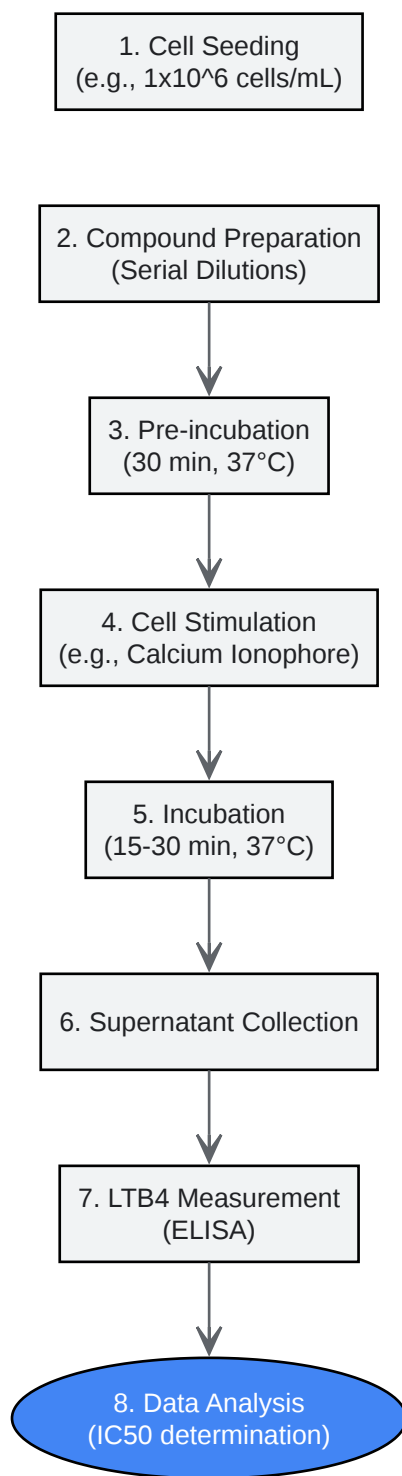 1. Cell Seeding
(e.g., 1x10^6 cells/mL)
2. Compound Preparation
(Serial Dilutions)
3. Pre-incubation
(30 min, 37°C)
4. Cell Stimulation
(e.g., Calcium Ionophore)
5. Incubation
(15-30 min, 37°C)
6. Supernatant Collection
7. LTB4 Measurement
(ELISA)
8. Data Analysis
(IC50 determination)